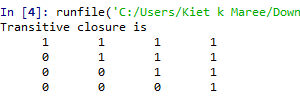 In [4]: runfile('C:/Users/Kiet k Maree/Down
Transitive closure is
1 1 1 1
0 1 1 1
0 0 1 1
0 0 0 1